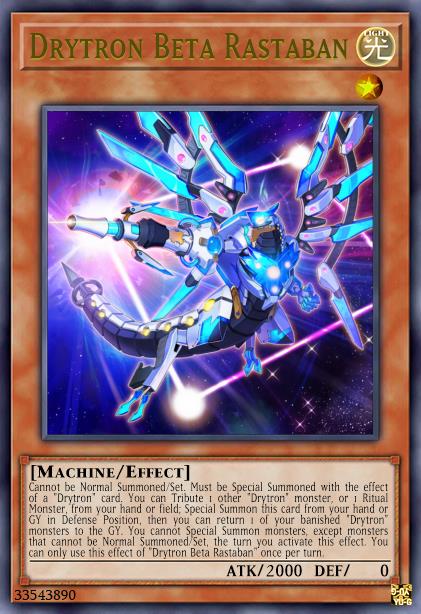 Drytron Beta Rastaban
LIGHT
光
[Machine/Effect]
Cannot be Normal Summoned/Set. Must be Special Summoned with the effect
of a "Drytron" card. You can Tribute 1 other "Drytron" monster, or 1 Ritual
Monster, from your hand or field; Special Summon this card from your hand or
GY in Defense Position, then you can return 1 of your banished "Drytron"
monsters to the GY. You cannot Special Summon monsters, except monsters
that cannot be Normal Summoned/Set, the turn you activate this effect. You can
only use this effect of "Drytron Beta Rastaban" once per turn.
ATK/2000 DEF/ 0
33543890